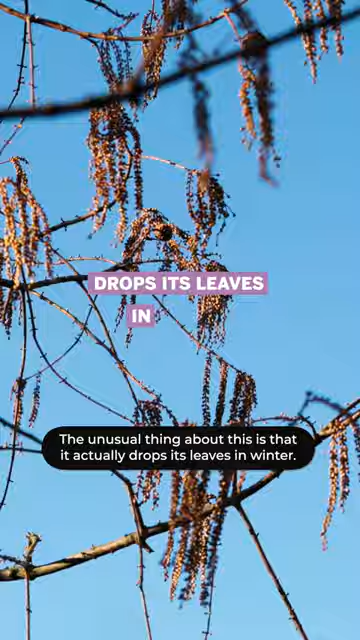 DROPS ITS LEAVES
IN
The unusual thing about this is that
it actually drops its leaves in winter.